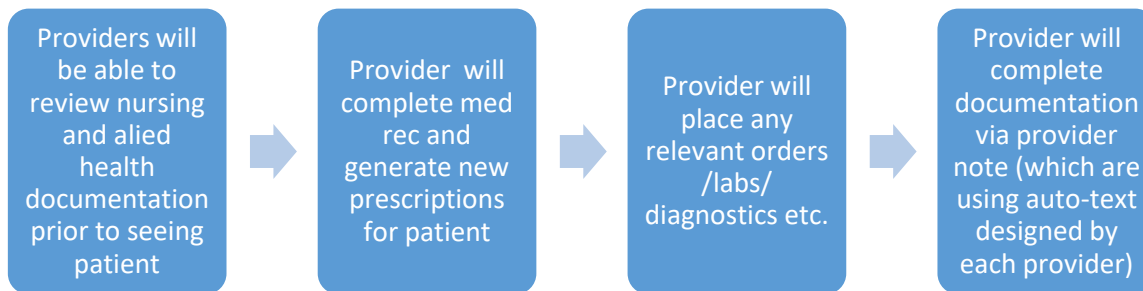 Providers will
be able to
review nursing
and alied
health
documentation
prior to seeing
patient
Provider  will
complete med
rec and
generate new
prescriptions
for patient
Provider will
place any
relevant orders
/labs/
diagnostics etc.
Provider will
complete
documentation
via provider
note (which are
using auto-text
designed by
each provider)